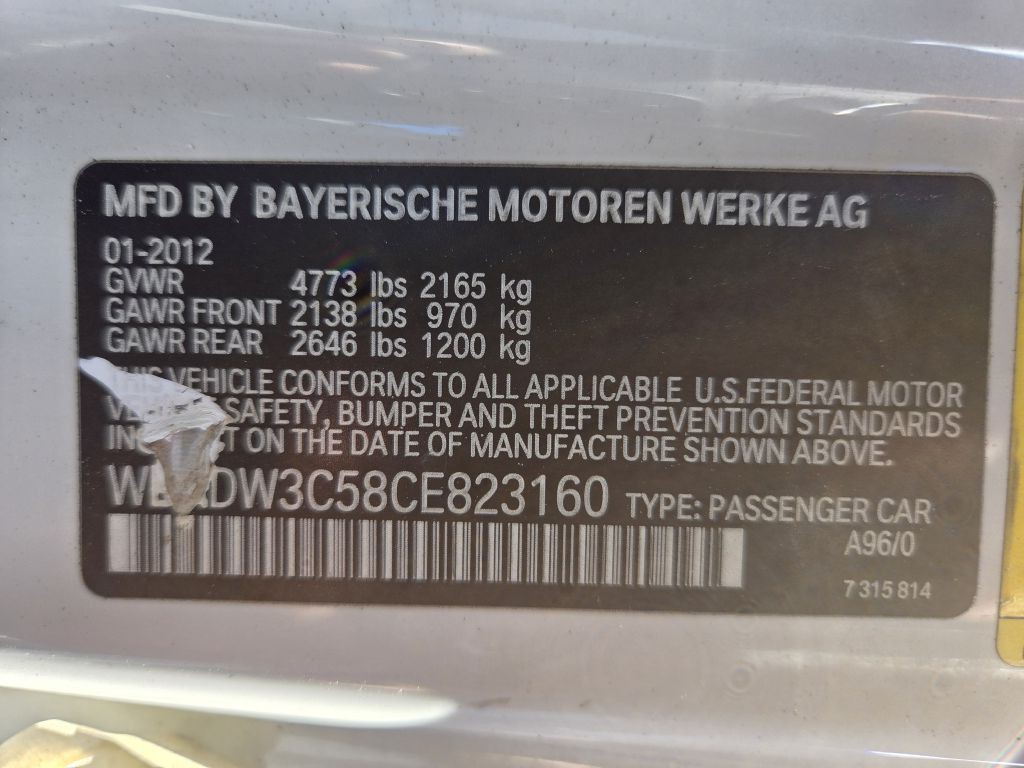 MFD BY BAYERISCHE MOTOREN WERKE AG
01-2012
GVWR 4773 lbs 2165 kg
GAWR FRONT 2138 lbs 970 kg
GAWR REAR 2646 lbs 1200 kg
THIS VEHICLE CONFORMS TO ALL APPLICABLE U.S.FEDERAL MOTOR
SAFETY, BUMPER AND THEFT PREVENTION STANDARDS
ON THE DATE OF MANUFACTURE SHOWN ABOVE.
DW3C58CE823160 TYPE: PASSENGER CAR
A96/0
7 315 814